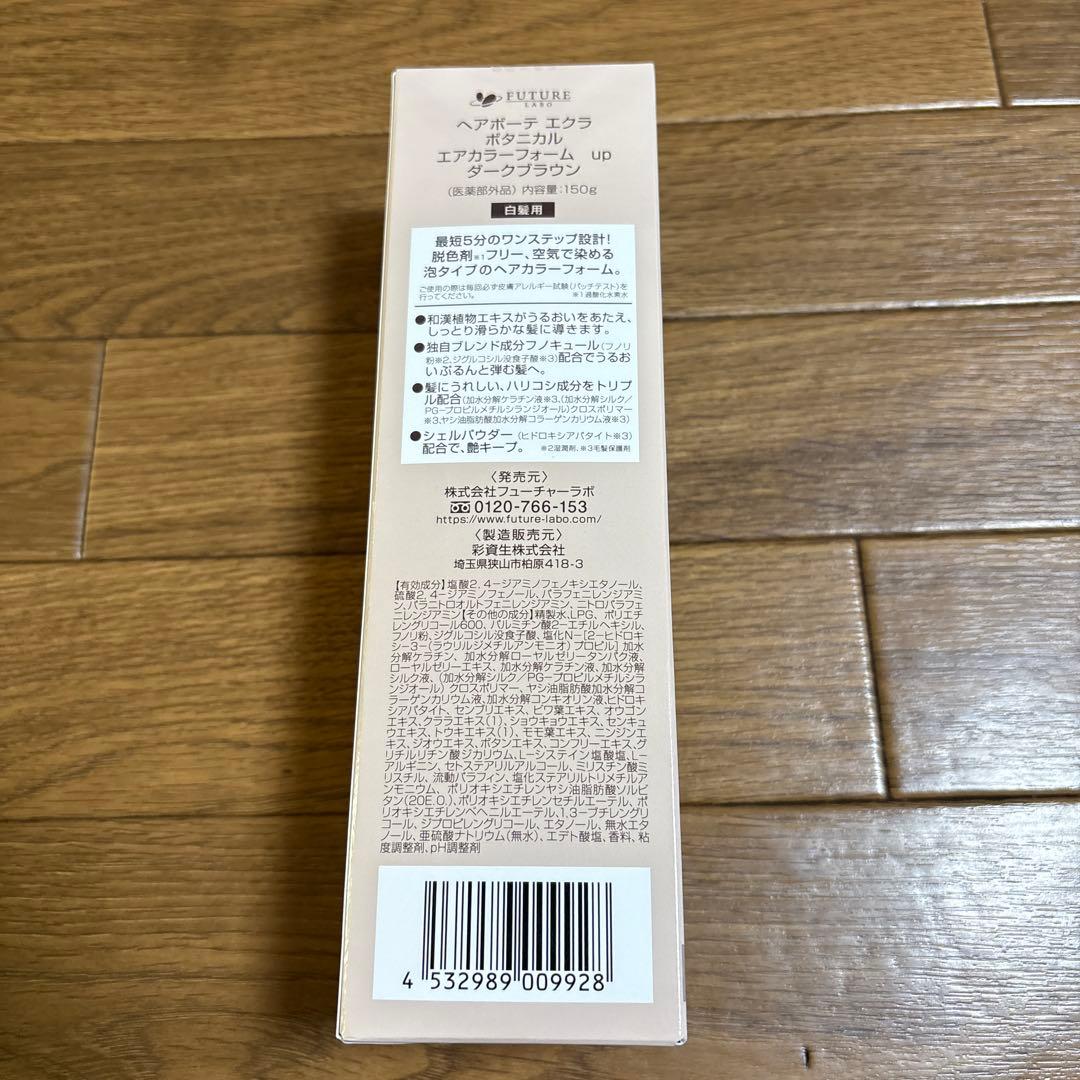 FUTURE
LABO
ヘアボーテ エクラ
ボタニカル
エアカラーフォーム up
ダークブラウン
(医薬部外品) 内容量:150g
白髪用
最短5分のワンステップ設計!
脱色剤※1フリー、空気で染める
泡タイプのヘアカラーフォーム。
ご使用の際は毎回必ず皮膚アレルギー試験(パッチテスト)を
行ってください。 ※1過酸化水素水
●和漢植物エキスがうるおいをあたえ、
しっとり滑らかな髪に導きます。
●独自ブレンド成分フノキュール(フノリ
粉※2、ジグルコシル没食子酸※3)配合でうるお
いぷるんと弾む髪へ。
●髪にうれしい、ハリコシ成分をトリプ
ル配合(加水分解ケラチン液※3、(加水分解シルク/
PG-プロピルメチルシランジオール)クロスポリマー
※3、ヤシ油脂肪酸加水分解コラーゲンカリウム液※3)
●シェルパウダー(ヒドロキシアパタイト※3)
配合で、艶キープ。 ※2湿潤剤、※3毛髪保護剤
〈発売元〉
株式会社フューチャーラボ
0120-766-153
https://www.future-labo.com/
〈製造販売元〉
彩資生株式会社
埼玉県狭山市柏原418-3
【有効成分】塩酸2,4-ジアミノフェノキシエタノール、
硫酸2,4-ジアミノフェノール、パラフェニレンジアミ
ン、パラニトロオルトフェニレンジアミン、ニトロパラフェ
ニレンジアミン【その他の成分】精製水、LPG、ポリエチ
レングリコール600、パルミチン酸2-エチルヘキシル、
フノリ粉、ジグルコシル没食子酸、塩化N-[2-ヒドロキ
シ-3-(ラウリルジメチルアンモニオ)プロピル]加水
分解ケラチン、加水分解ローヤルゼリータンパク液、
ローヤルゼリーエキス、加水分解ケラチン液、加水分解
シルク液、(加水分解シルク/PG-プロピルメチルシラ
ンジオール)クロスポリマー、ヤシ油脂肪酸加水分解コ
ラーゲンカリウム液、加水分解コンキオリン液、ヒドロキ
シアパタイト、センブリエキス、ビワ葉エキス、オウゴン
エキス、クララエキス(1)、ショウキョウエキス、センキュ
ウエキス、トウキエキス(1)、モモ葉エキス、ニンジンエ
キス、ジオウエキス、ボタンエキス、コンフリーエキス、グ
リチルリチン酸ジカリウム、L-システイン塩酸塩、L-
アルギニン、セトステアリルアルコール、ミリスチン酸ミ
リスチル、流動パラフィン、塩化ステアリルトリメチルア
ンモニウム、ポリオキシエチレンヤシ油脂肪酸ソルビ
タン(20E.O.)、ポリオキシエチレンセチルエーテル、ポ
リオキシエチレンベヘニルエーテル、1,3-ブチレングリ
コール、ジプロピレングリコール、エタノール、無水エタ
ノール、亜硫酸ナトリウム(無水)、エデト酸塩、香料、粘
度調整剤、pH調整剤
4 532989 009928